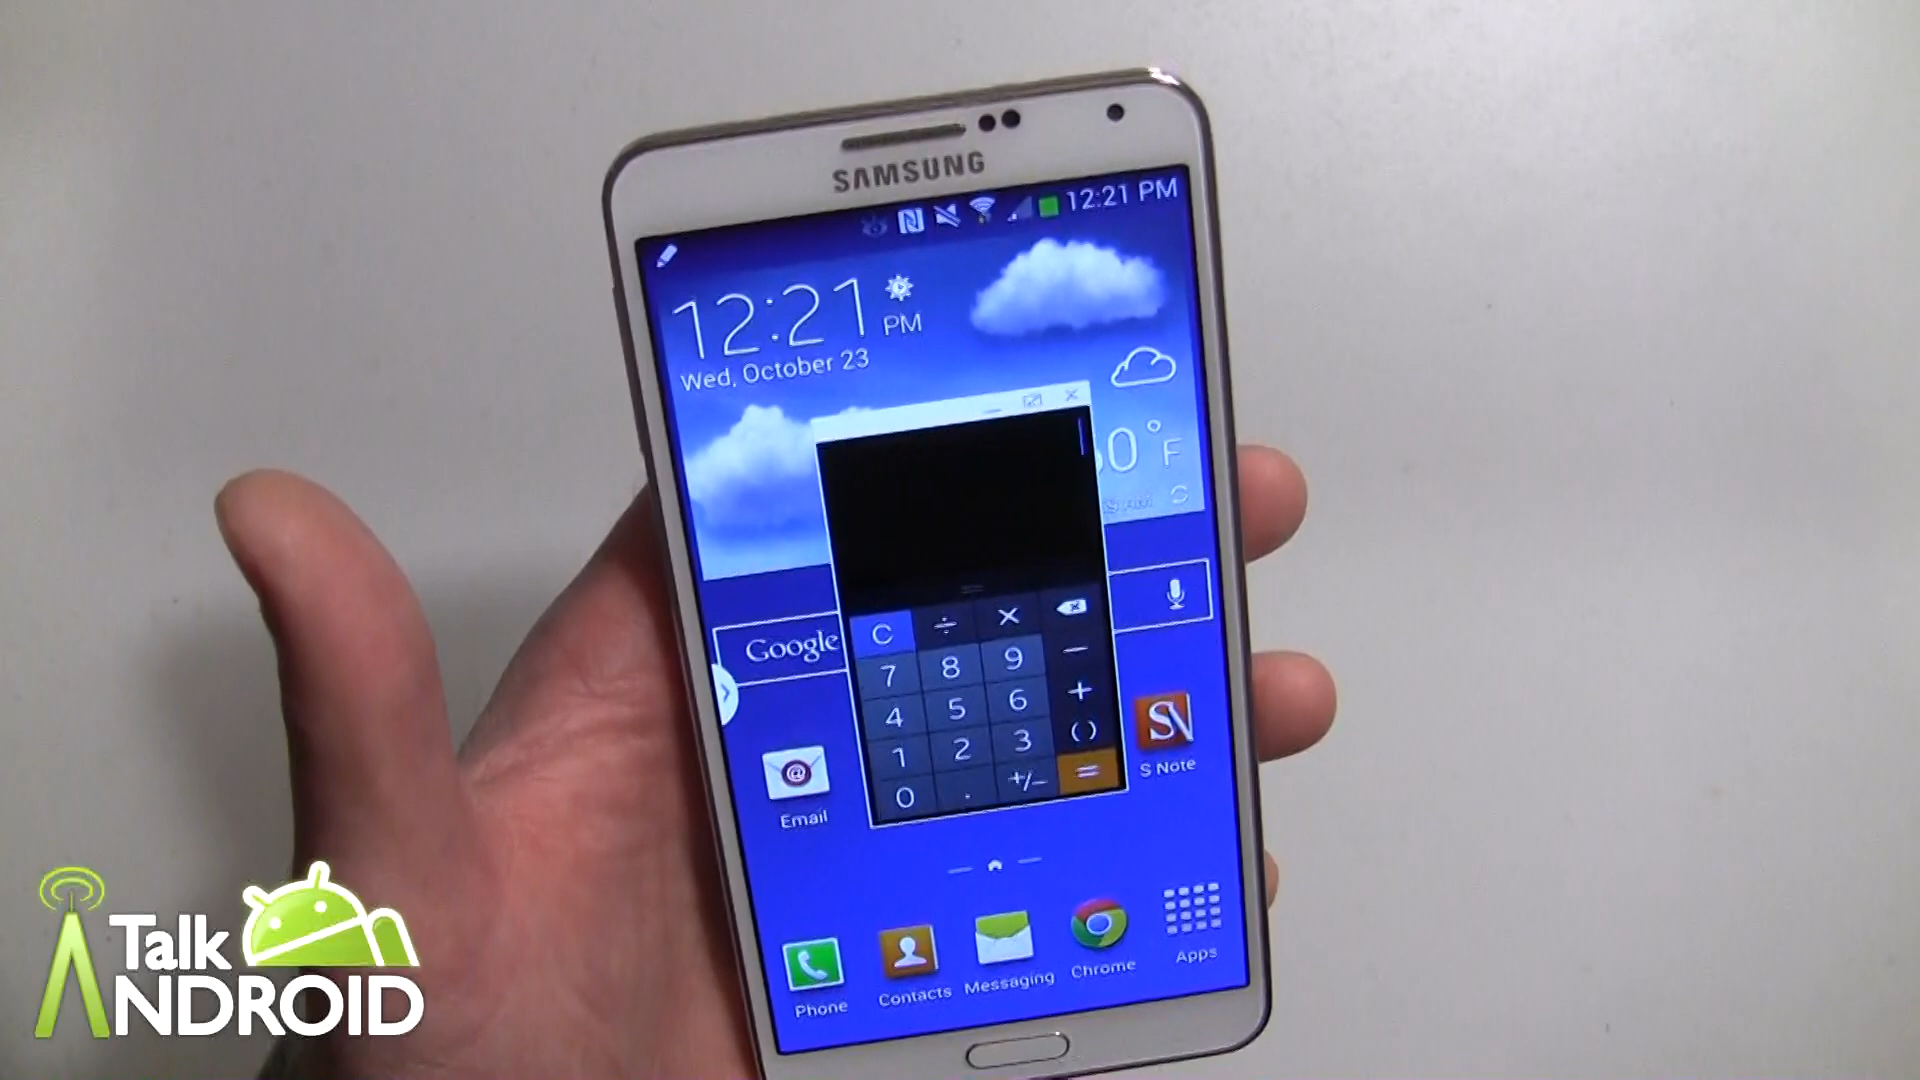 SAMSUNG
12:21 PM
12:21
PM
Wed, October 23
0°F
Google
C ÷ ×
7 8 9 −
4 5 6 +
1 2 3 ()
0 . +/− =
Email
S Note
Phone
Contacts
Messaging
Chrome
Apps
Talk
ANDROID